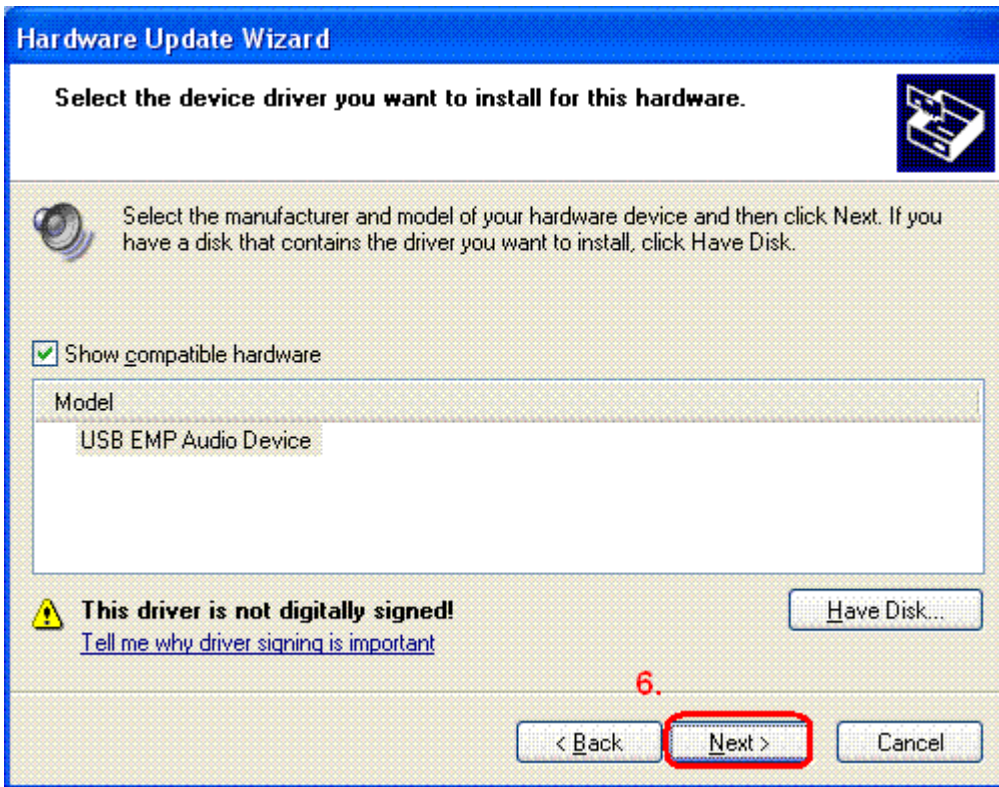 Hardware Update Wizard
Select the device driver you want to install for this hardware.
Select the manufacturer and model of your hardware device and then click Next. If you
have a disk that contains the driver you want to install, click Have Disk.
Show compatible hardware
Model
USB EMP Audio Device
This driver is not digitally signed!
Have Disk...
Tell me why driver signing is important
6.
< Back
Next >
Cancel